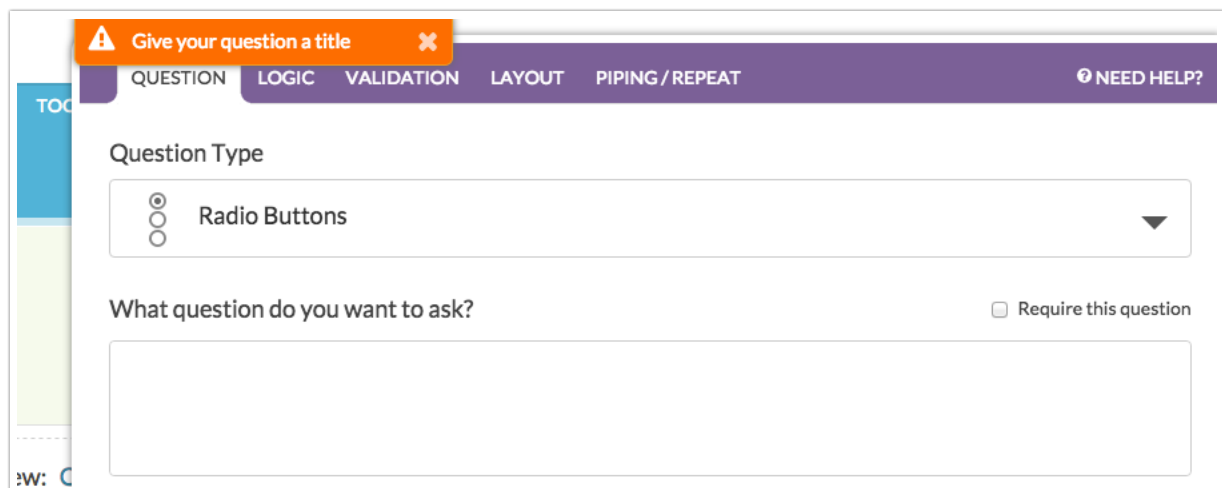 Give your question a title
QUESTION LOGIC VALIDATION LAYOUT PIPING / REPEAT NEED HELP?
Question Type
Radio Buttons
What question do you want to ask? Require this question